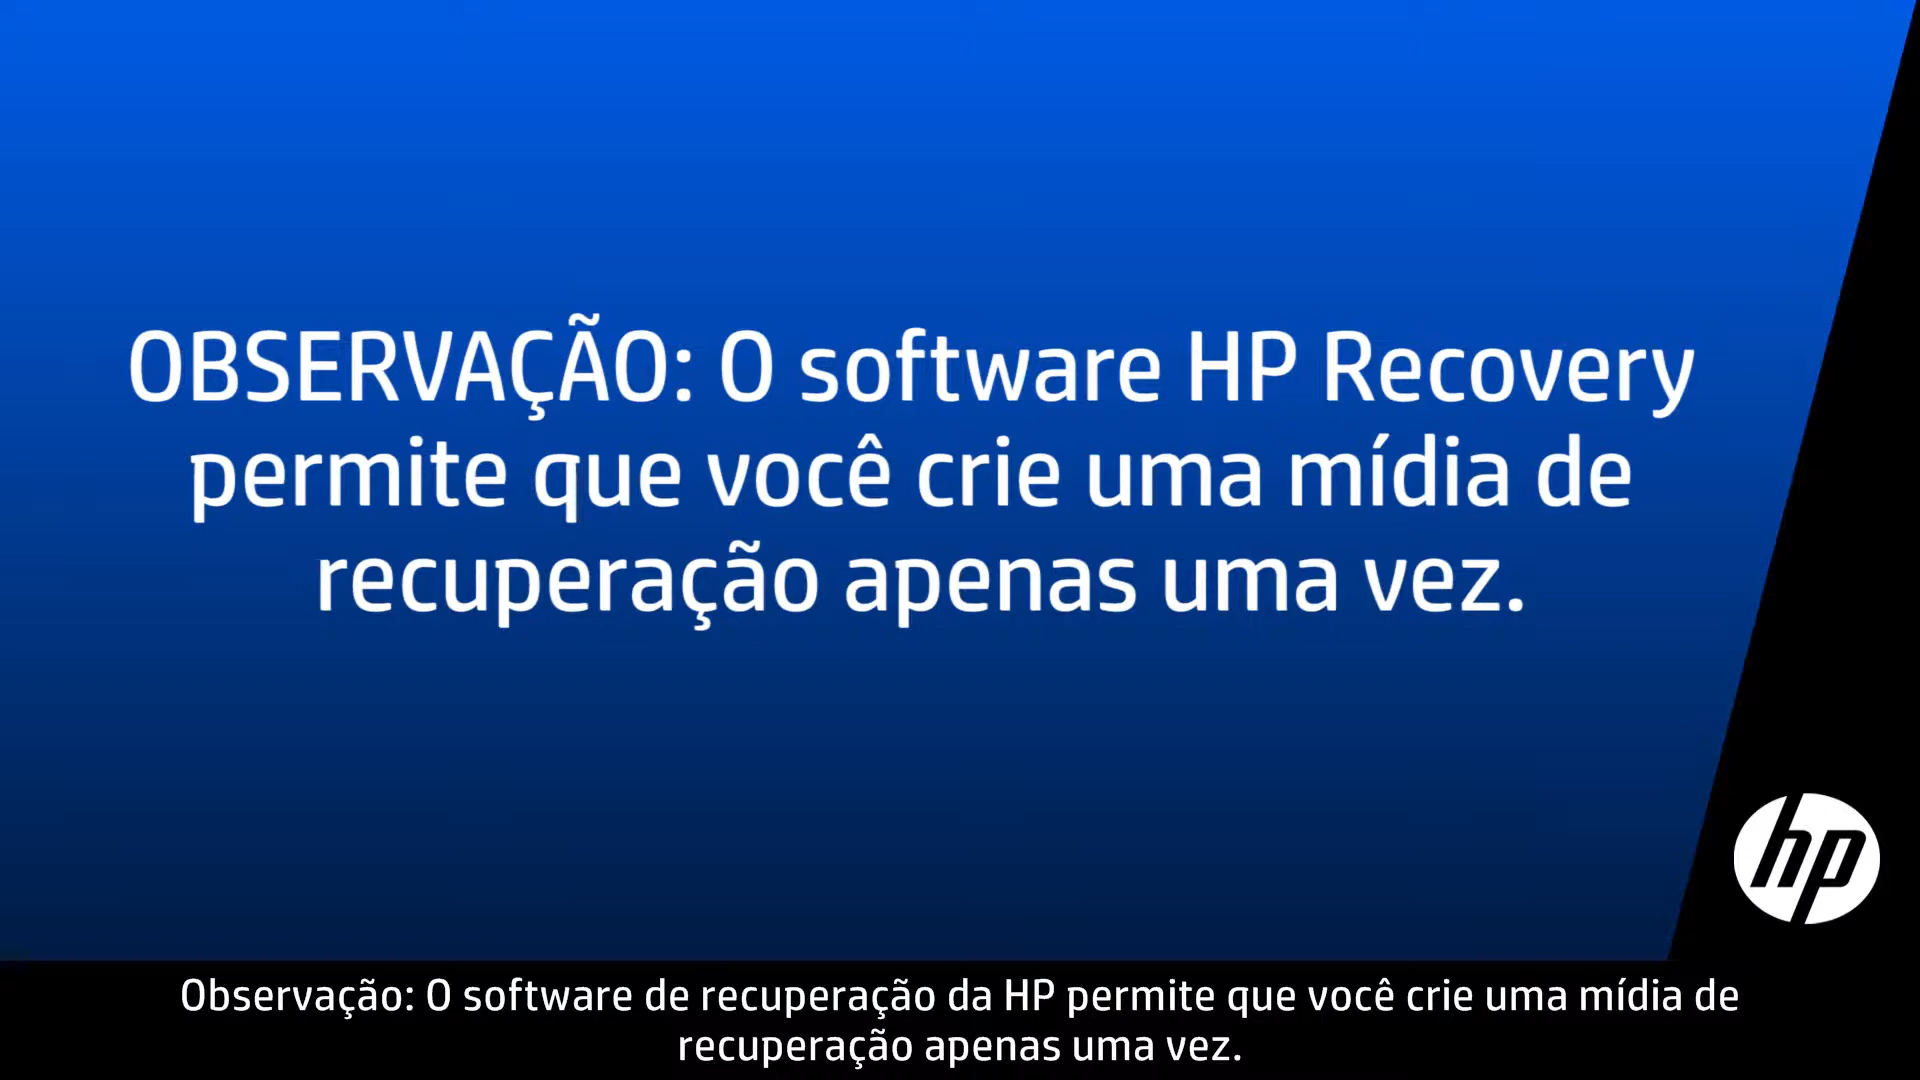 OBSERVAÇÃO: O software HP Recovery
permite que você crie uma mídia de
recuperação apenas uma vez.
hp
Observação: O software de recuperação da HP permite que você crie uma mídia de
recuperação apenas uma vez.